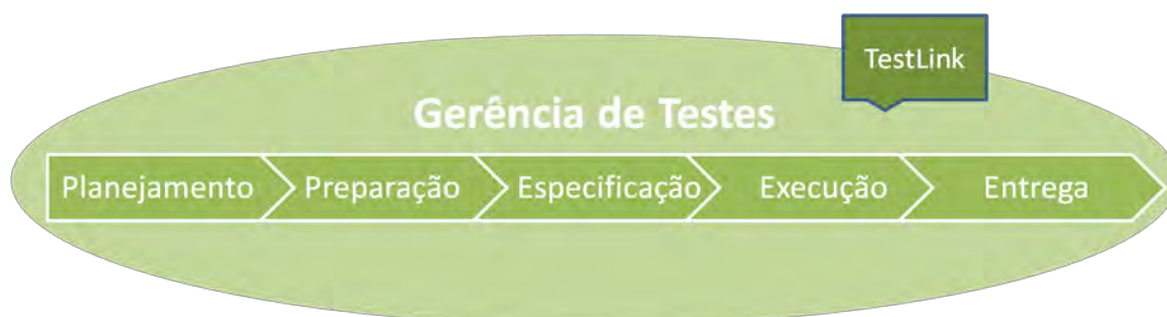 TestLink
Gerência de Testes
Planejamento Preparação Especificação Execução Entrega